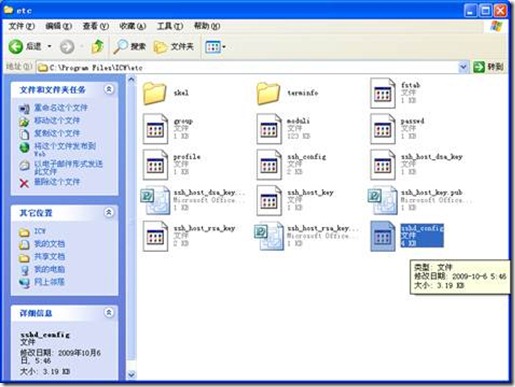 etc
文件(F) 编辑(E) 查看(V) 收藏(A) 工具(T) 帮助(H)
后退 搜索 文件夹
地址(D) C:\Program Files\ICW\etc 转到
文件和文件夹任务
重命名这个文件
移动这个文件
复制这个文件
将这个文件发布到
Web
以电子邮件形式发送
此文件
删除这个文件
其它位置
ICW
我的文档
共享文档
我的电脑
网上邻居
详细信息
sshd_config
文件
修改日期: 2009年10月6
日, 5:46
大小: 3.19 KB
skel
terminfo
fstab
文件
1 KB
group
文件
1 KB
moduli
文件
123 KB
passwd
文件
1 KB
profile
文件
1 KB
ssh_config
文件
2 KB
ssh_host_dsa_key
文件
1 KB
ssh_host_dsa_key...
Microsoft Office...
1 KB
ssh_host_key
文件
1 KB
ssh_host_key.pub
Microsoft Office...
1 KB
ssh_host_rsa_key
文件
2 KB
ssh_host_rsa_key...
Microsoft Office...
1 KB
sshd_config
文件
4 KB
类型: 文件
修改日期: 2009-10-6 5:46
大小: 3.19 KB